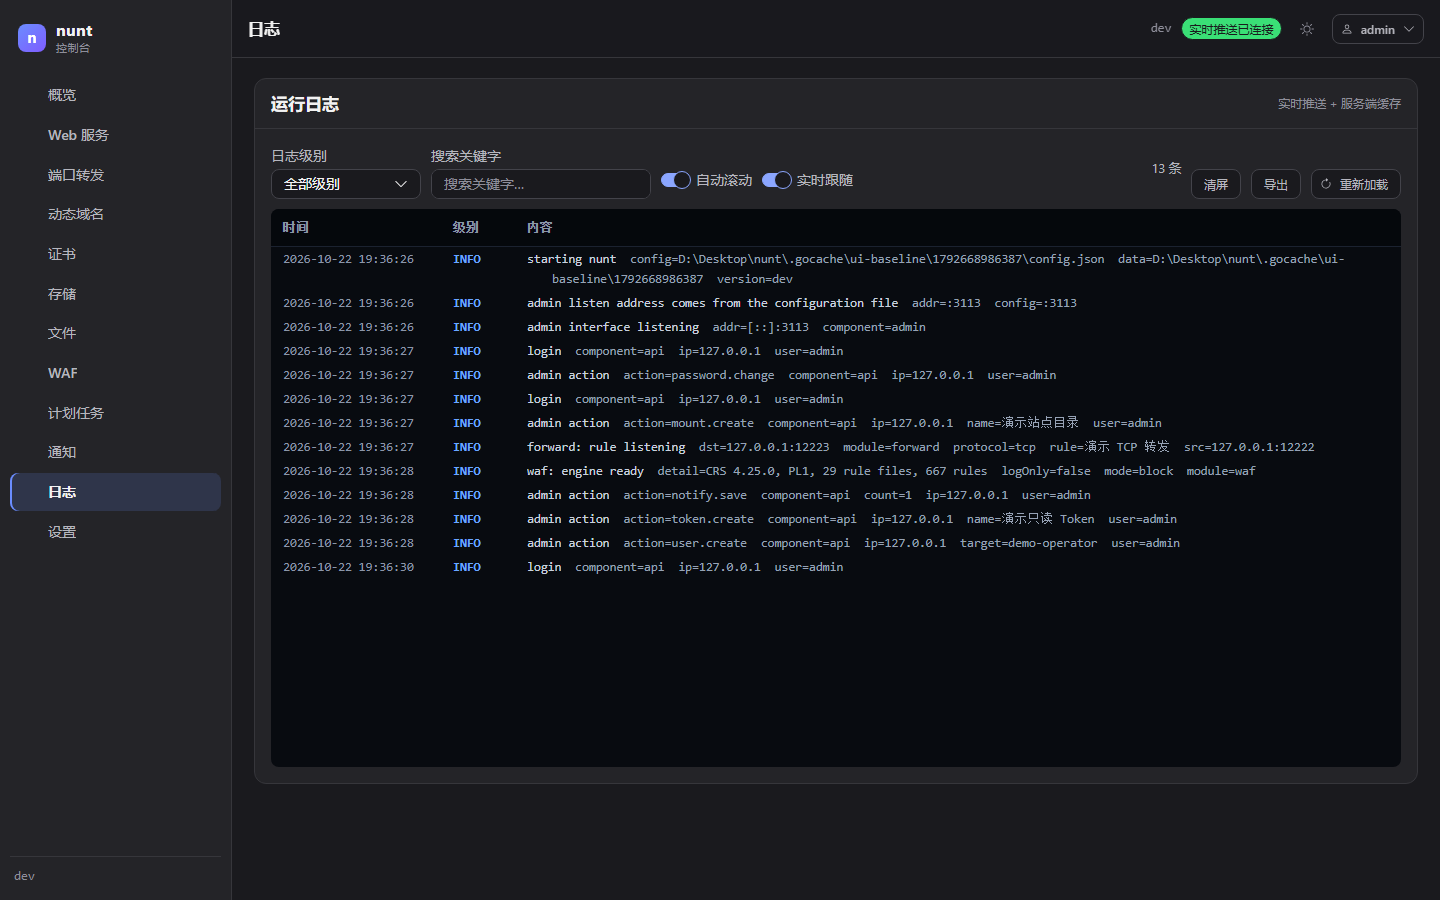 n
nunt
控制台
概览
Web 服务
端口转发
动态域名
证书
存储
文件
WAF
计划任务
通知
日志
设置
dev
日志
dev
实时推送已连接
admin
运行日志
实时推送 + 服务端缓存
日志级别
全部级别
搜索关键字
搜索关键字...
自动滚动
实时跟随
13 条
清屏
导出
重新加载
时间 级别 内容
2026-10-22 19:36:26 INFO starting nunt config=D:\Desktop\nunt\.gocache\ui-baseline\1792668986387\config.json data=D:\Desktop\nunt\.gocache\ui-
baseline\1792668986387 version=dev
2026-10-22 19:36:26 INFO admin listen address comes from the configuration file addr=:3113 config=:3113
2026-10-22 19:36:26 INFO admin interface listening addr=[::]:3113 component=admin
2026-10-22 19:36:27 INFO login component=api ip=127.0.0.1 user=admin
2026-10-22 19:36:27 INFO admin action action=password.change component=api ip=127.0.0.1 user=admin
2026-10-22 19:36:27 INFO login component=api ip=127.0.0.1 user=admin
2026-10-22 19:36:27 INFO admin action action=mount.create component=api ip=127.0.0.1 name=演示站点目录 user=admin
2026-10-22 19:36:27 INFO forward: rule listening dst=127.0.0.1:12223 module=forward protocol=tcp rule=演示 TCP 转发 src=127.0.0.1:12222
2026-10-22 19:36:28 INFO waf: engine ready detail=CRS 4.25.0, PL1, 29 rule files, 667 rules logOnly=false mode=block module=waf
2026-10-22 19:36:28 INFO admin action action=notify.save component=api count=1 ip=127.0.0.1 user=admin
2026-10-22 19:36:28 INFO admin action action=token.create component=api ip=127.0.0.1 name=演示只读 Token user=admin
2026-10-22 19:36:28 INFO admin action action=user.create component=api ip=127.0.0.1 target=demo-operator user=admin
2026-10-22 19:36:30 INFO login component=api ip=127.0.0.1 user=admin